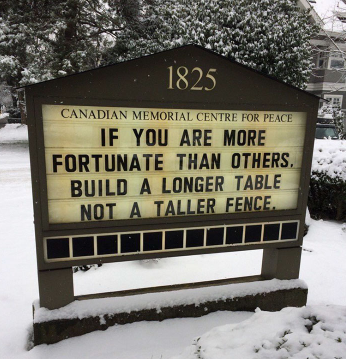 1825
CANADIAN MEMORIAL CENTRE FOR PEACE
IF YOU ARE MORE
FORTUNATE THAN OTHERS.
BUILD A LONGER TABLE
NOT A TALLER FENCE.